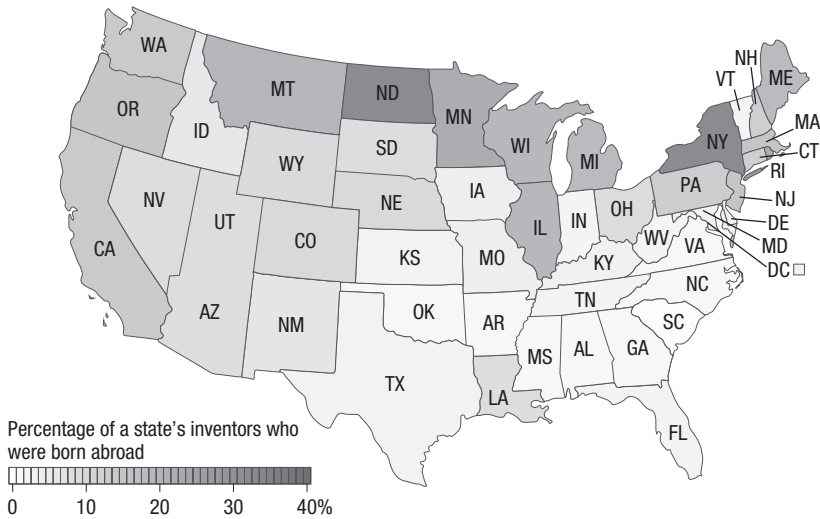 WA
OR
CA
NV
ID
MT
WY
UT
AZ
CO
NM
ND
SD
NE
KS
OK
TX
MN
IA
MO
AR
LA
WI
IL
MI
IN
OH
KY
TN
MS
AL
GA
FL
SC
NC
VA
WV
PA
NY
VT
NH
ME
MA
CT
RI
NJ
DE
MD
DC
Percentage of a state’s inventors who
were born abroad
0 10 20 30 40%